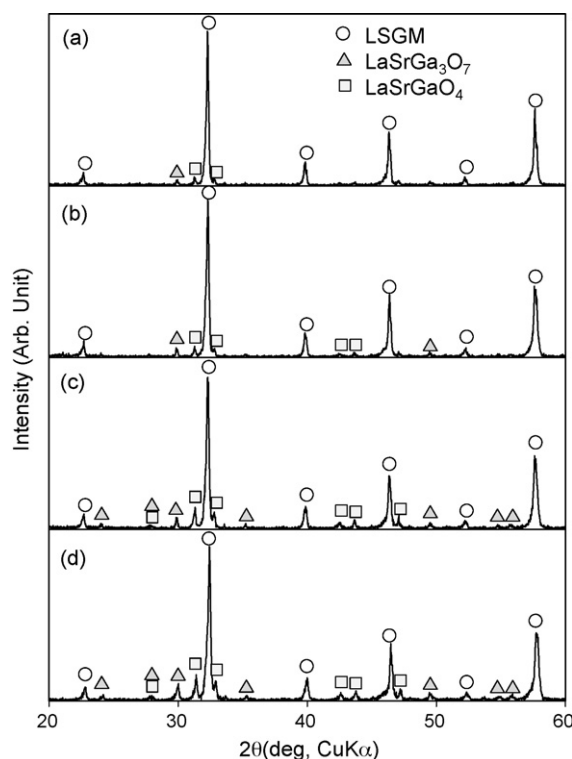 (a)
LSGM
LaSrGa₃O₇
LaSrGaO₄
(b)
(c)
(d)
Intensity (Arb. Unit)
20 30 40 50 60
2θ(deg, CuKα)